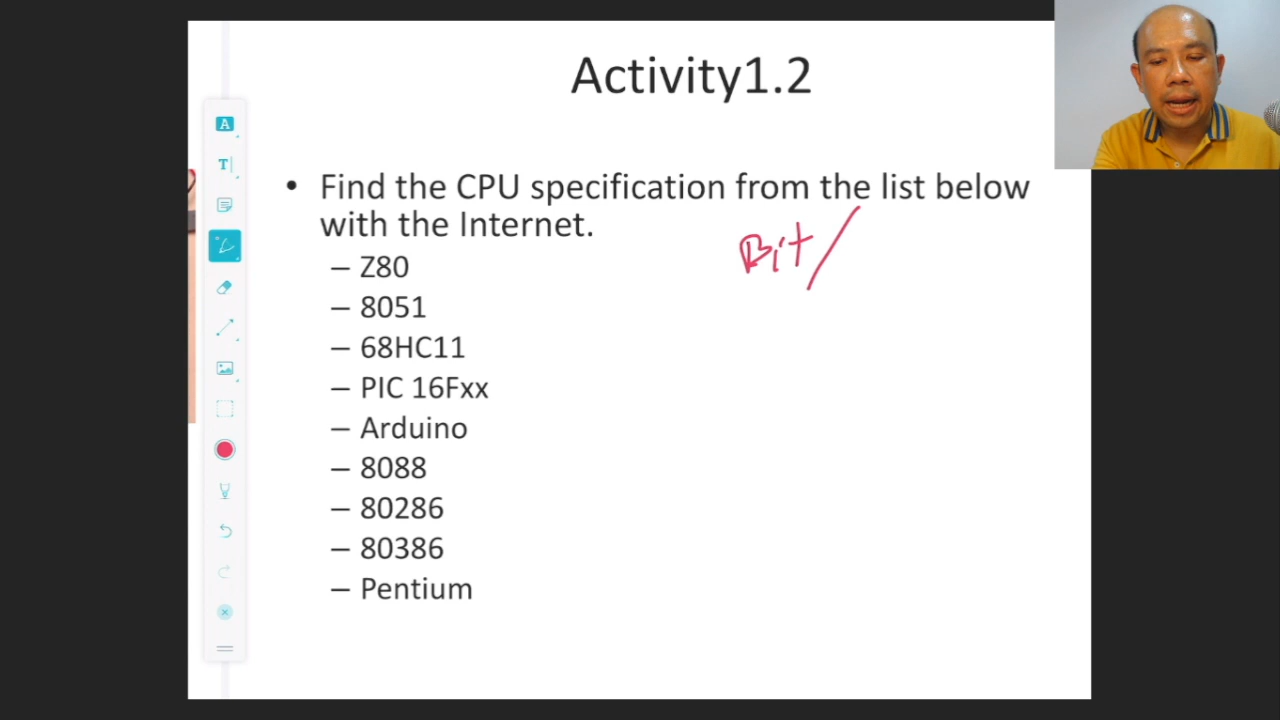 Activity1.2
• Find the CPU specification from the list below
with the Internet.
Bit/
– Z80
– 8051
– 68HC11
– PIC 16Fxx
– Arduino
– 8088
– 80286
– 80386
– Pentium
A
T